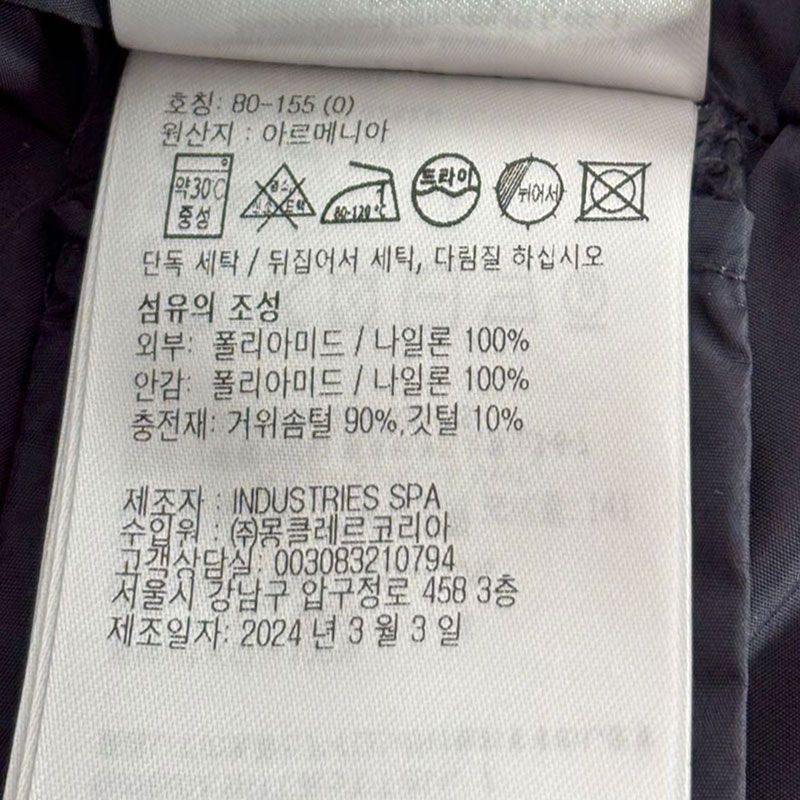 호칭: 80-155 (0)
원산지 : 아르메니아
약30℃ 중성 80-120℃ 드라이 뉘어서
단독 세탁 / 뒤집어서 세탁, 다림질 하십시오
섬유의 조성
외부: 폴리아미드 / 나일론 100%
안감: 폴리아미드 / 나일론 100%
충전재: 거위솜털 90%,깃털 10%
제조자 : INDUSTRIES SPA
수입원 : ㈜몽클레르코리아
고객상담실: 003083210794
서울시 강남구 압구정로 458 3층
제조일자: 2024 년 3 월 3 일